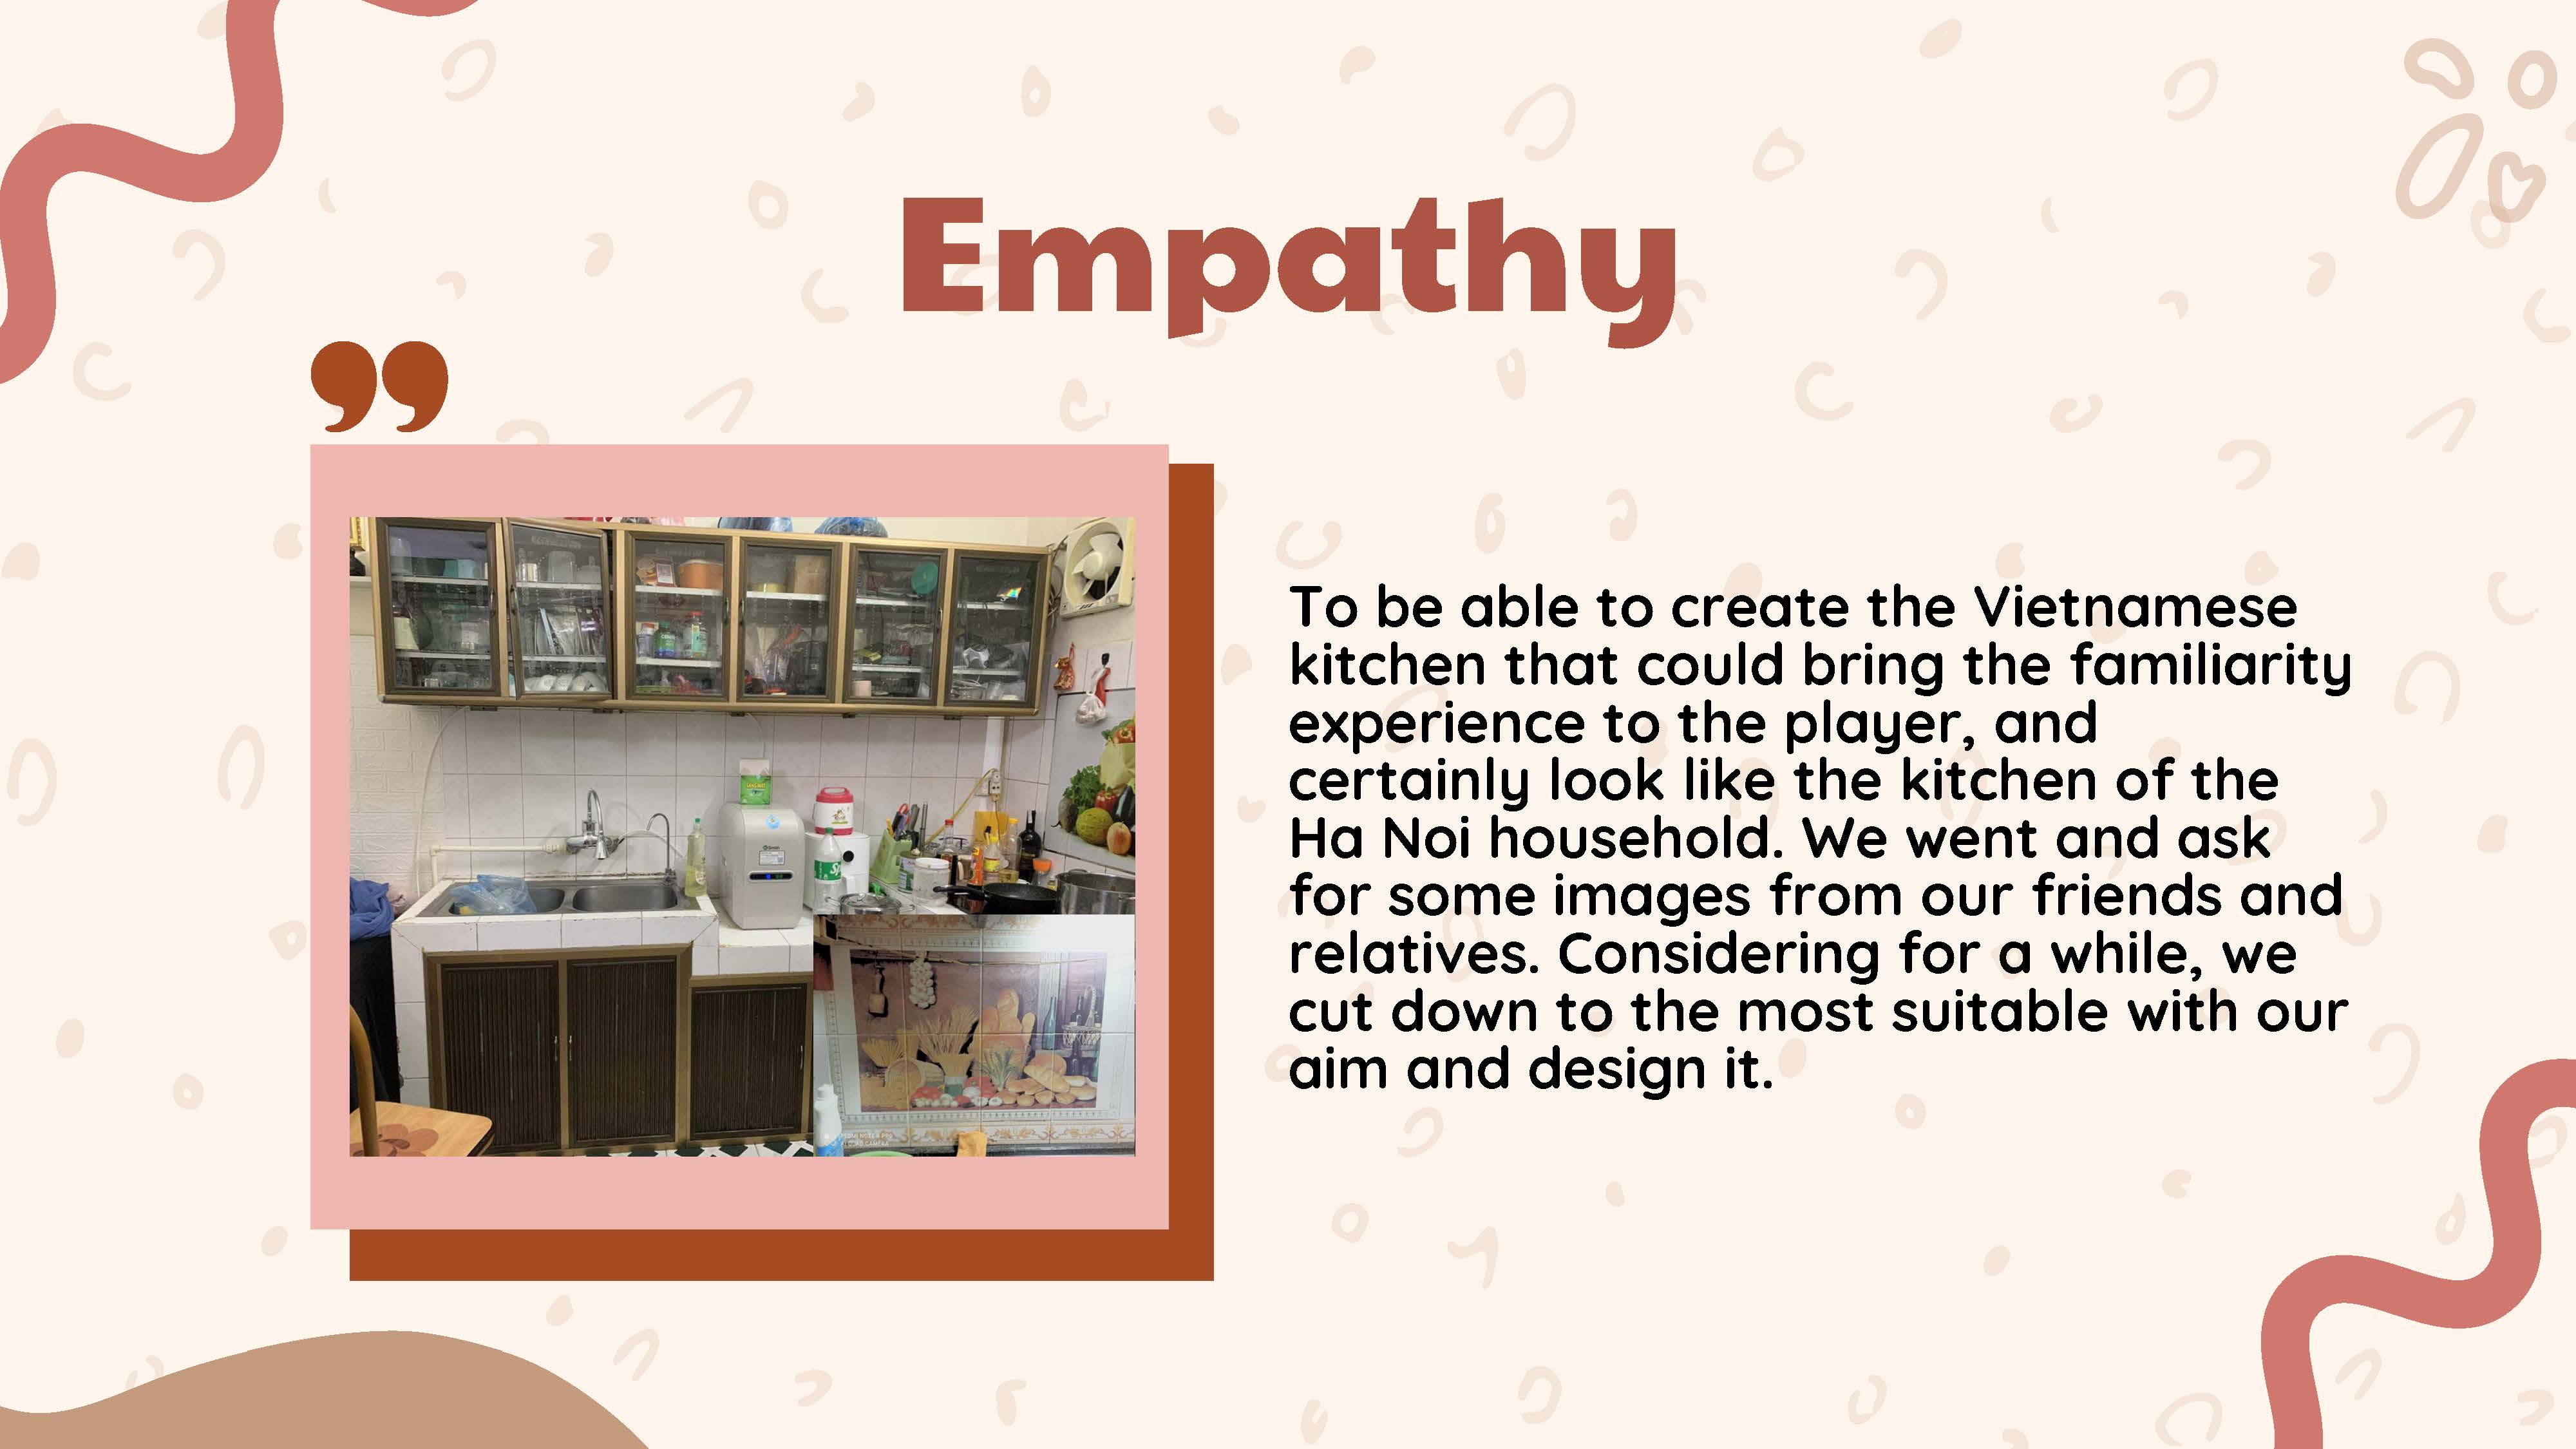 Empathy
To be able to create the Vietnamese
kitchen that could bring the familiarity
experience to the player, and
certainly look like the kitchen of the
Ha Noi household. We went and ask
for some images from our friends and
relatives. Considering for a while, we
cut down to the most suitable with our
aim and design it.